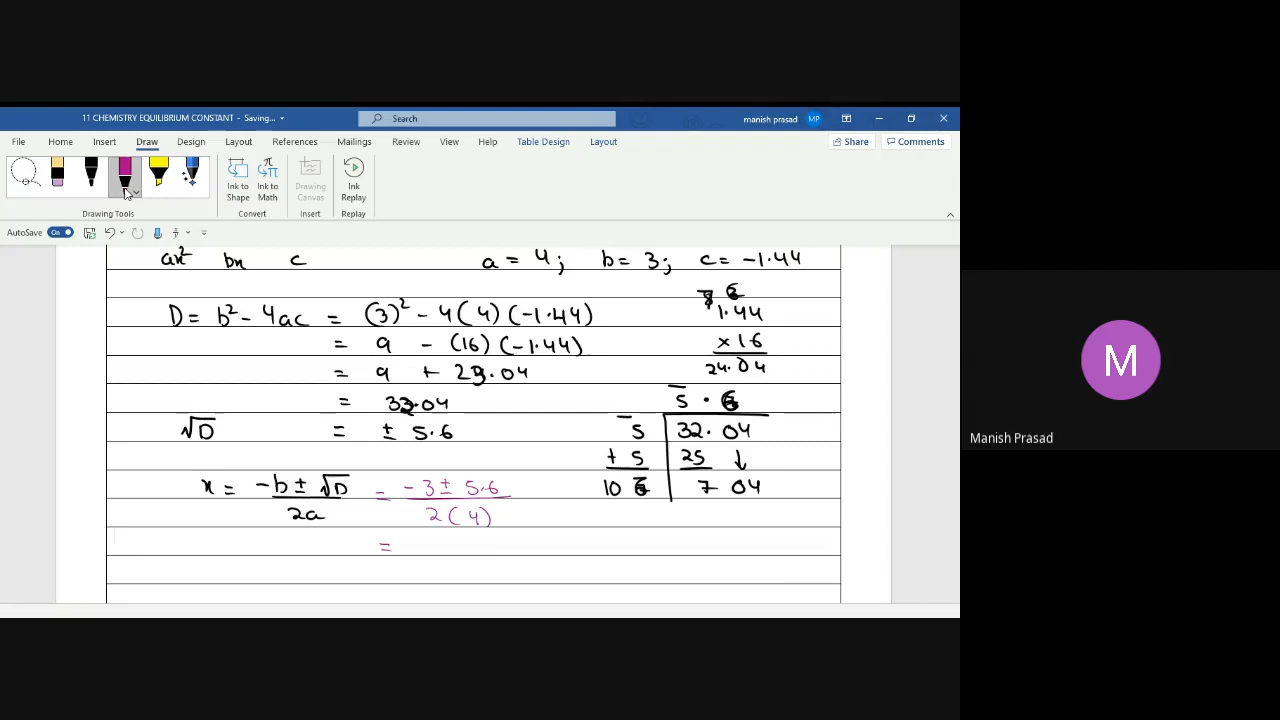 11 CHEMISTRY EQUILIBRIUM CONSTANT - Saving...
Search
manish prasad MP
File Home Insert Draw Design Layout References Mailmings Review View Help Table Design Layout
Share Comments
Ink to Shape
Ink to Math
Drawing Canvas
Ink Replay
Drawing Tools Convert Insert Replay
AutoSave On
ax² bx c a = 4; b = 3; c = -1.44
D = b² - 4ac = (3)² - 4(4)(-1.44)
1.44
= 9 - (16)(-1.44)
× 16
= 9 + 23.04
24.04
= 32.04
5.6
√D = ± 5.6
5 32.04
+ 5 25 ↓
x = -b ± √D / 2a = -3 ± 5.6 / 2(4)
10 6 7 04
=
M
Manish Prasad